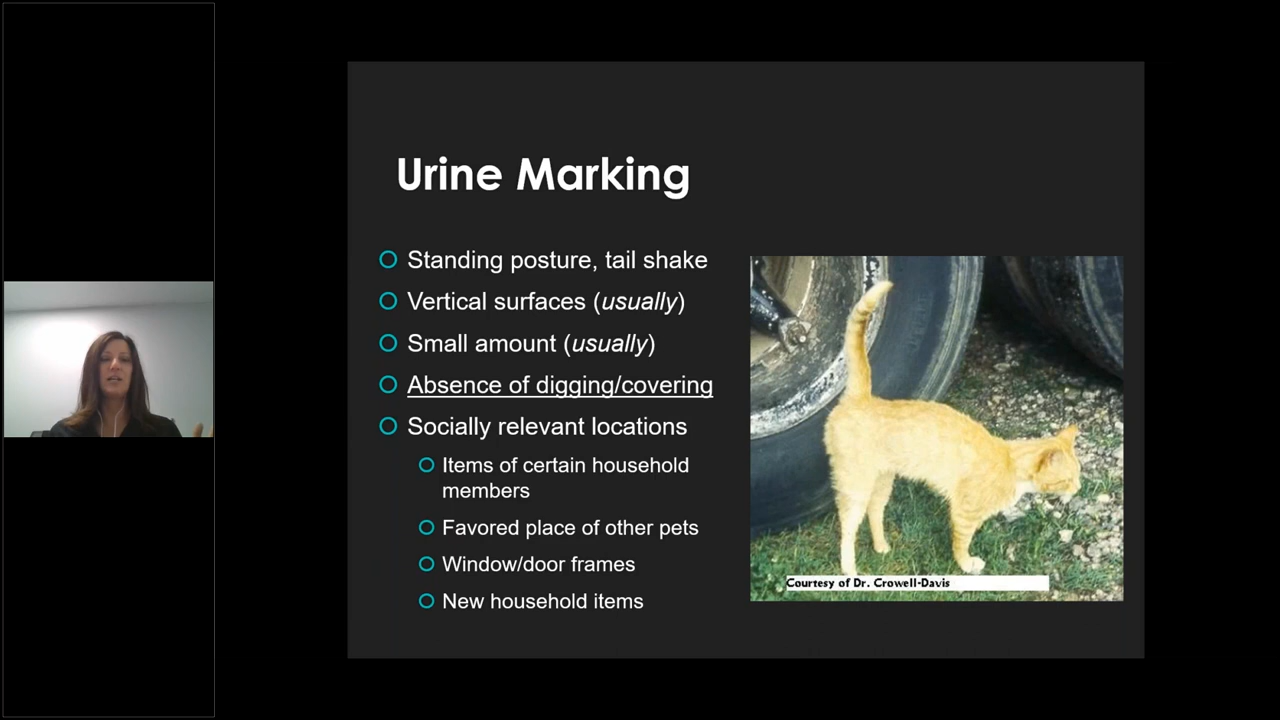 Urine Marking
Standing posture, tail shake
Vertical surfaces (usually)
Small amount (usually)
Absence of digging/covering
Socially relevant locations
Items of certain household
members
Favored place of other pets
Window/door frames
New household items
Courtesy of Dr. Crowell-Davis